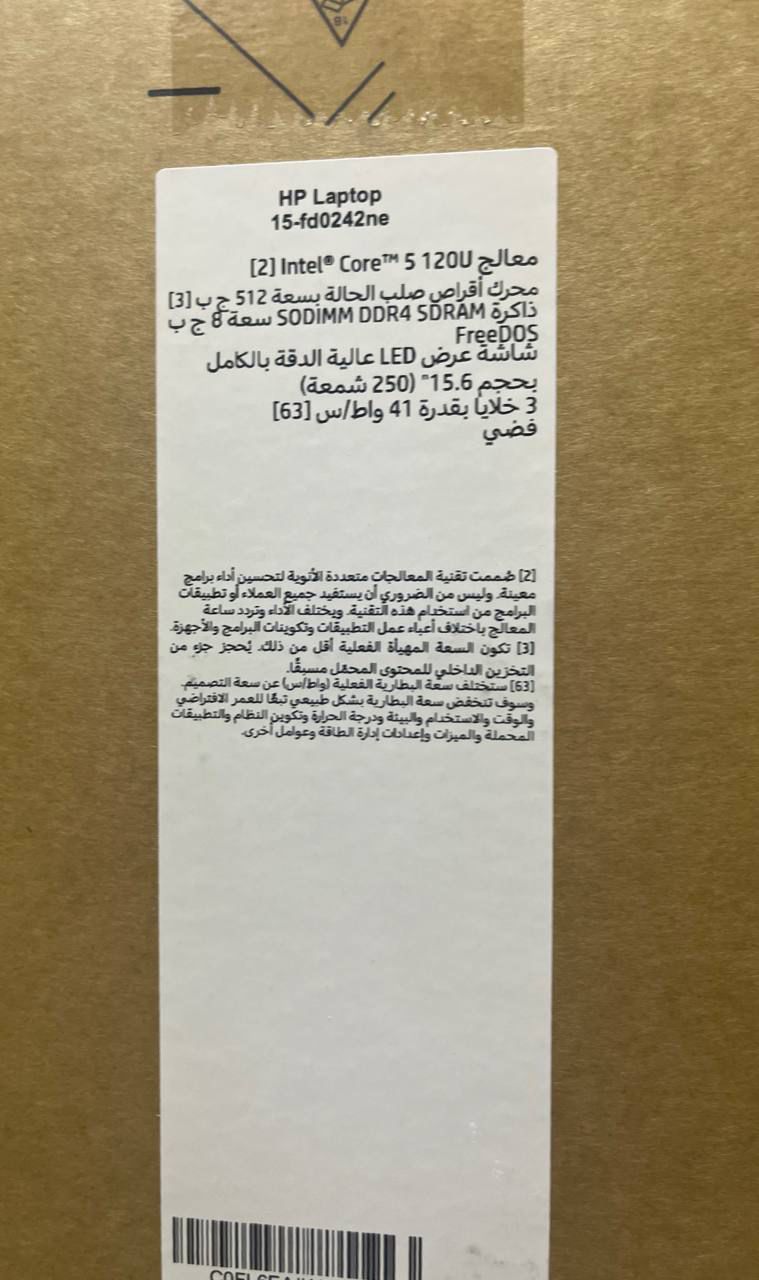 18
HP Laptop
15-fd0242ne
معالج Intel® Core™ 5 120U [2]
محرك أقراص صلب الحالة بسعة 512 ج ب [3]
ذاكرة SODIMM DDR4 SDRAM سعة 8 ج ب
FreeDOS
شاشة عرض LED عالية الدقة بالكامل
بحجم 15.6" (250 شمعة)
3 خلايا بقدرة 41 واط/س [63]
فضي
[2] صُممت تقنية المعالجات متعددة الأنوية لتحسين أداء برامج
معينة. وليس من الضروري أن يستفيد جميع العملاء أو تطبيقات
البرامج من استخدام هذه التقنية. ويختلف الأداء وتردد ساعة
المعالج باختلاف أعباء عمل التطبيقات وتكوينات البرامج والأجهزة.
[3] تكون السعة المهيأة الفعلية أقل من ذلك. يُحجز جزء من
التخزين الداخلي للمحتوى المحمّل مسبقًا.
[63] ستختلف سعة البطارية الفعلية (واط/س) عن سعة التصميم.
وسوف تنخفض سعة البطارية بشكل طبيعي تبعًا للعمر الافتراضي
والوقت والاستخدام والبيئة ودرجة الحرارة وتكوين النظام والتطبيقات
المحملة والميزات وإعدادات إدارة الطاقة وعوامل أخرى.